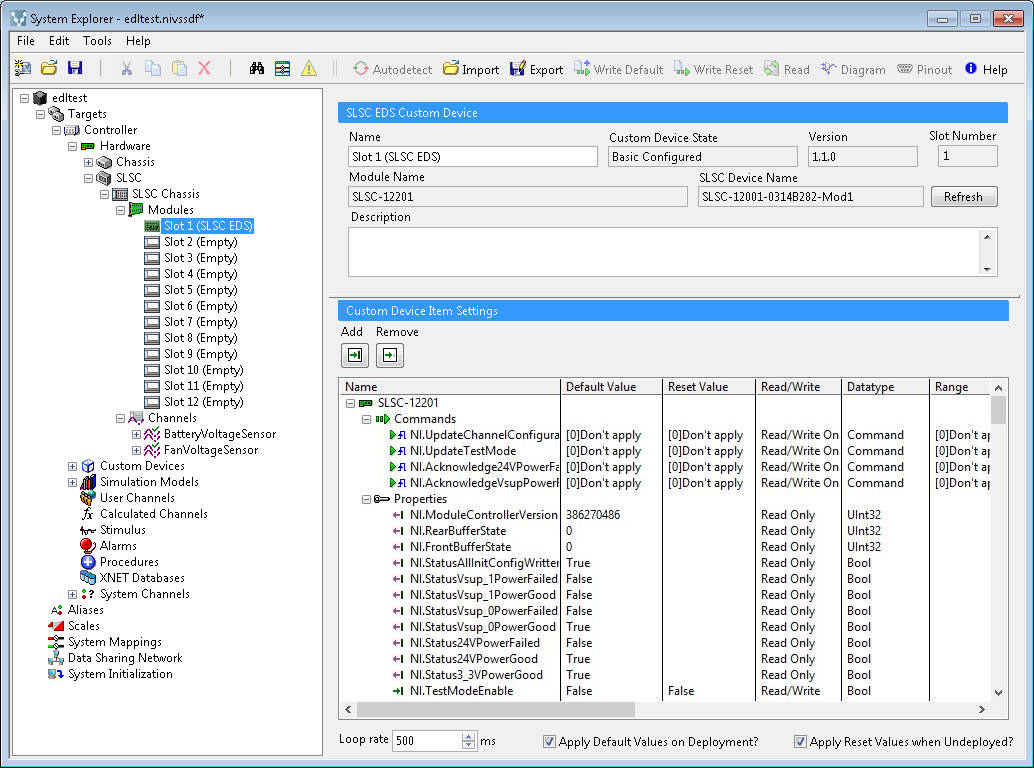 System Explorer - edltest.nivssdf*
File Edit Tools Help
Autodetect Import Export Write Default Write Reset Read Diagram Pinout Help
edltest
Targets
Controller
Hardware
Chassis
SLSC
SLSC Chassis
Modules
Slot 1 (SLSC EDS)
Slot 2 (Empty)
Slot 3 (Empty)
Slot 4 (Empty)
Slot 5 (Empty)
Slot 6 (Empty)
Slot 7 (Empty)
Slot 8 (Empty)
Slot 9 (Empty)
Slot 10 (Empty)
Slot 11 (Empty)
Slot 12 (Empty)
Channels
BatteryVoltageSensor
FanVoltageSensor
Custom Devices
Simulation Models
User Channels
Calculated Channels
Stimulus
Alarms
Procedures
XNET Databases
System Channels
Aliases
Scales
System Mappings
Data Sharing Network
System Initialization
SLSC EDS Custom Device
Name Custom Device State Version Slot Number
Slot 1 (SLSC EDS) Basic Configured 1.1.0 1
Module Name SLSC Device Name
SLSC-12201 SLSC-12001-0314B282-Mod1 Refresh
Description
Custom Device Item Settings
Add Remove
Name Default Value Reset Value Read/Write Datatype Range
SLSC-12201
Commands
NI.UpdateChannelConfigura [0]Don't apply [0]Don't apply Read/Write On Command [0]Don't ap
NI.UpdateTestMode [0]Don't apply [0]Don't apply Read/Write On Command [0]Don't ap
NI.Acknowledge24VPowerFa [0]Don't apply [0]Don't apply Read/Write On Command [0]Don't ap
NI.AcknowledgeVsupPowerF [0]Don't apply [0]Don't apply Read/Write On Command [0]Don't ap
Properties
NI.ModuleControllerVersion 386270486 Read Only UInt32
NI.RearBufferState 0 Read Only UInt32
NI.FrontBufferState 0 Read Only UInt32
NI.StatusAllInitConfigWritten True Read Only Bool
NI.StatusVsup_1PowerFailed False Read Only Bool
NI.StatusVsup_1PowerGood False Read Only Bool
NI.StatusVsup_0PowerFailed False Read Only Bool
NI.StatusVsup_0PowerGood True Read Only Bool
NI.Status24VPowerFailed False Read Only Bool
NI.Status24VPowerGood True Read Only Bool
NI.Status3_3VPowerGood True Read Only Bool
NI.TestModeEnable False False Read/Write Bool
Loop rate 500 ms Apply Default Values on Deployment? Apply Reset Values when Undeployed?